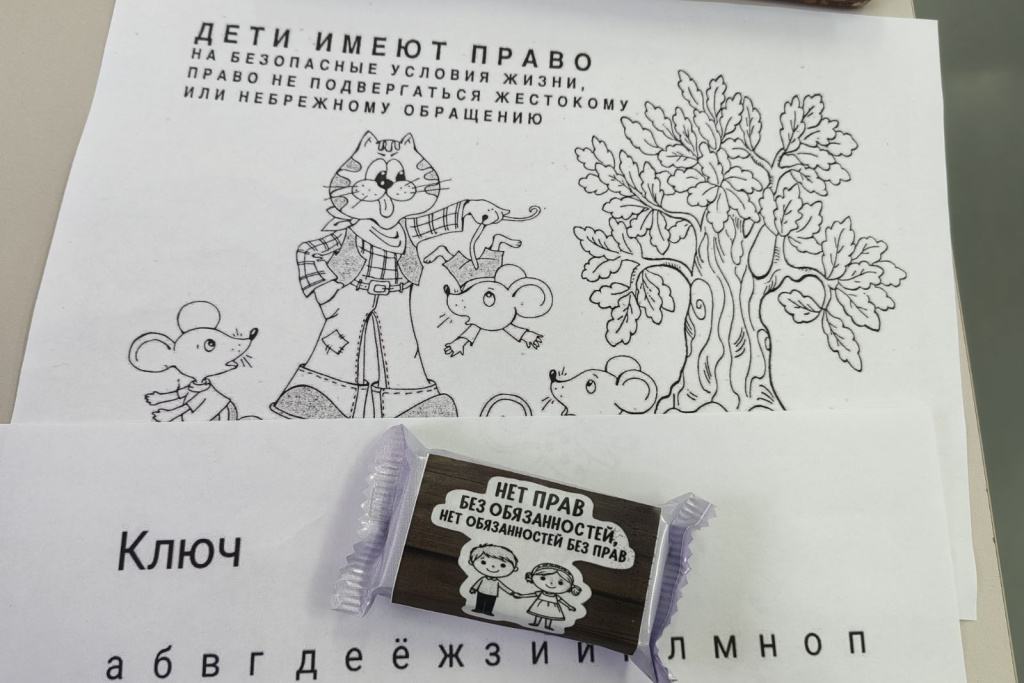 ДЕТИ ИМЕЮТ ПРАВО
НА БЕЗОПАСНЫЕ УСЛОВИЯ ЖИЗНИ,
ПРАВО НЕ ПОДВЕРГАТЬСЯ ЖЕСТОКОМУ
ИЛИ НЕБРЕЖНОМУ ОБРАЩЕНИЮ
НЕТ ПРАВ
БЕЗ ОБЯЗАННОСТЕЙ,
НЕТ ОБЯЗАННОСТЕЙ БЕЗ ПРАВ
Ключ
а б в г д е ё ж з и й л м н о п